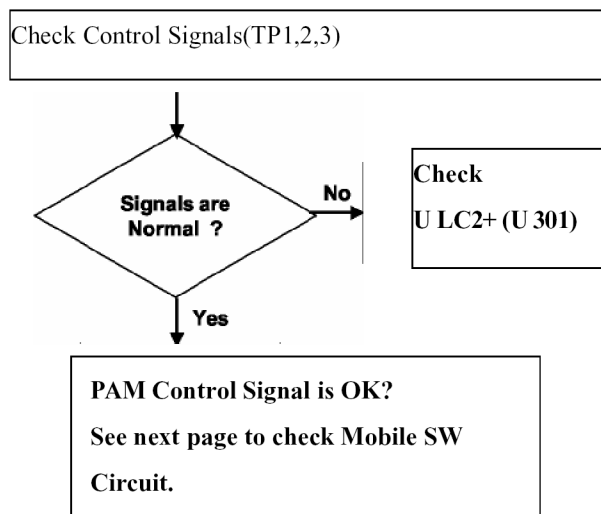 Check Control Signals(TP1,2,3)
Signals are
Normal ?
No
Check
U LC2+ (U 301)
Yes
PAM Control Signal is OK?
See next page to check Mobile SW
Circuit.